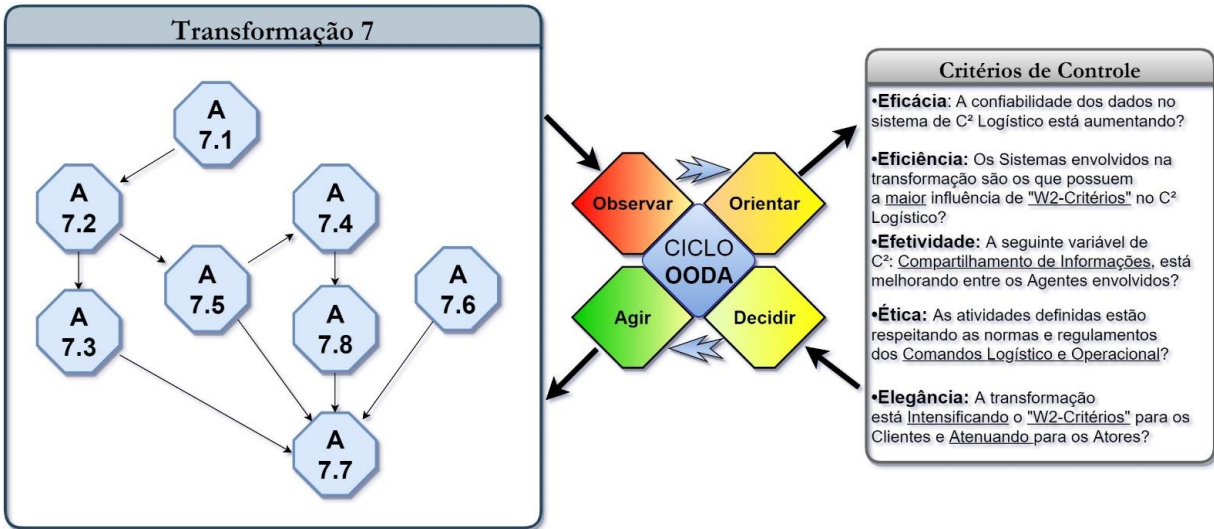 Transformação 7
A
7.1
A
7.2
A
7.4
A
7.5
A
7.6
A
7.3
A
7.8
A
7.7
Observar
Orientar
CICLO
OODA
Agir
Decidir
Critérios de Controle
•Eficácia: A confiabilidade dos dados no
sistema de C² Logístico está aumentando?
•Eficiência: Os Sistemas envolvidos na
transformação são os que possuem
a maior influência de "W2-Critérios" no C²
Logístico?
•Efetividade: A seguinte variável de
C²: Compartilhamento de Informações, está
melhorando entre os Agentes envolvidos?
•Ética: As atividades definidas estão
respeitando as normas e regulamentos
dos Comandos Logístico e Operacional?
•Elegância: A transformação
está Intensificando o "W2-Critérios" para os
Clientes e Atenuando para os Atores?